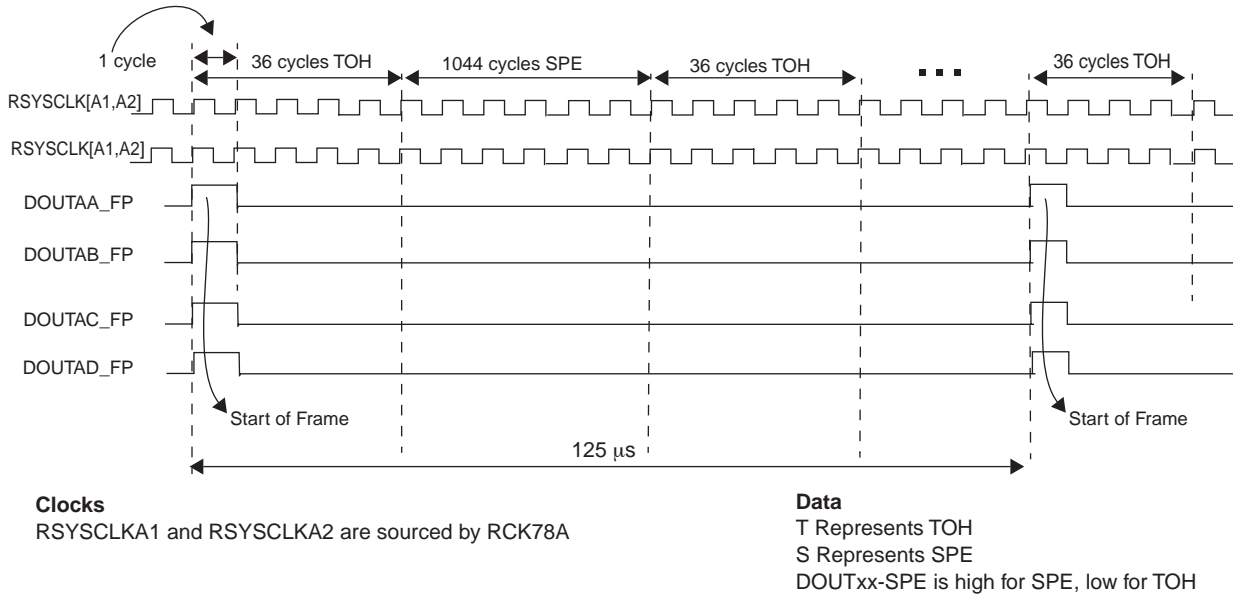 1 cycle
36 cycles TOH
1044 cycles SPE
36 cycles TOH
36 cycles TOH
RSYSCLK[A1,A2]
RSYSCLK[A1,A2]
DOUTAA_FP
DOUTAB_FP
DOUTAC_FP
DOUTAD_FP
Start of Frame
Start of Frame
125 μs
Clocks
RSYSCLKA1 and RSYSCLKA2 are sourced by RCK78A
Data
T Represents TOH
S Represents SPE
DOUTxx-SPE is high for SPE, low for TOH